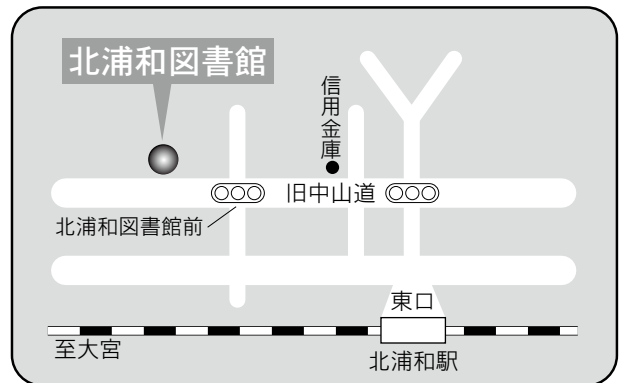 北浦和図書館
信用金庫
旧中山道
北浦和図書館前
東口
至大宮
北浦和駅